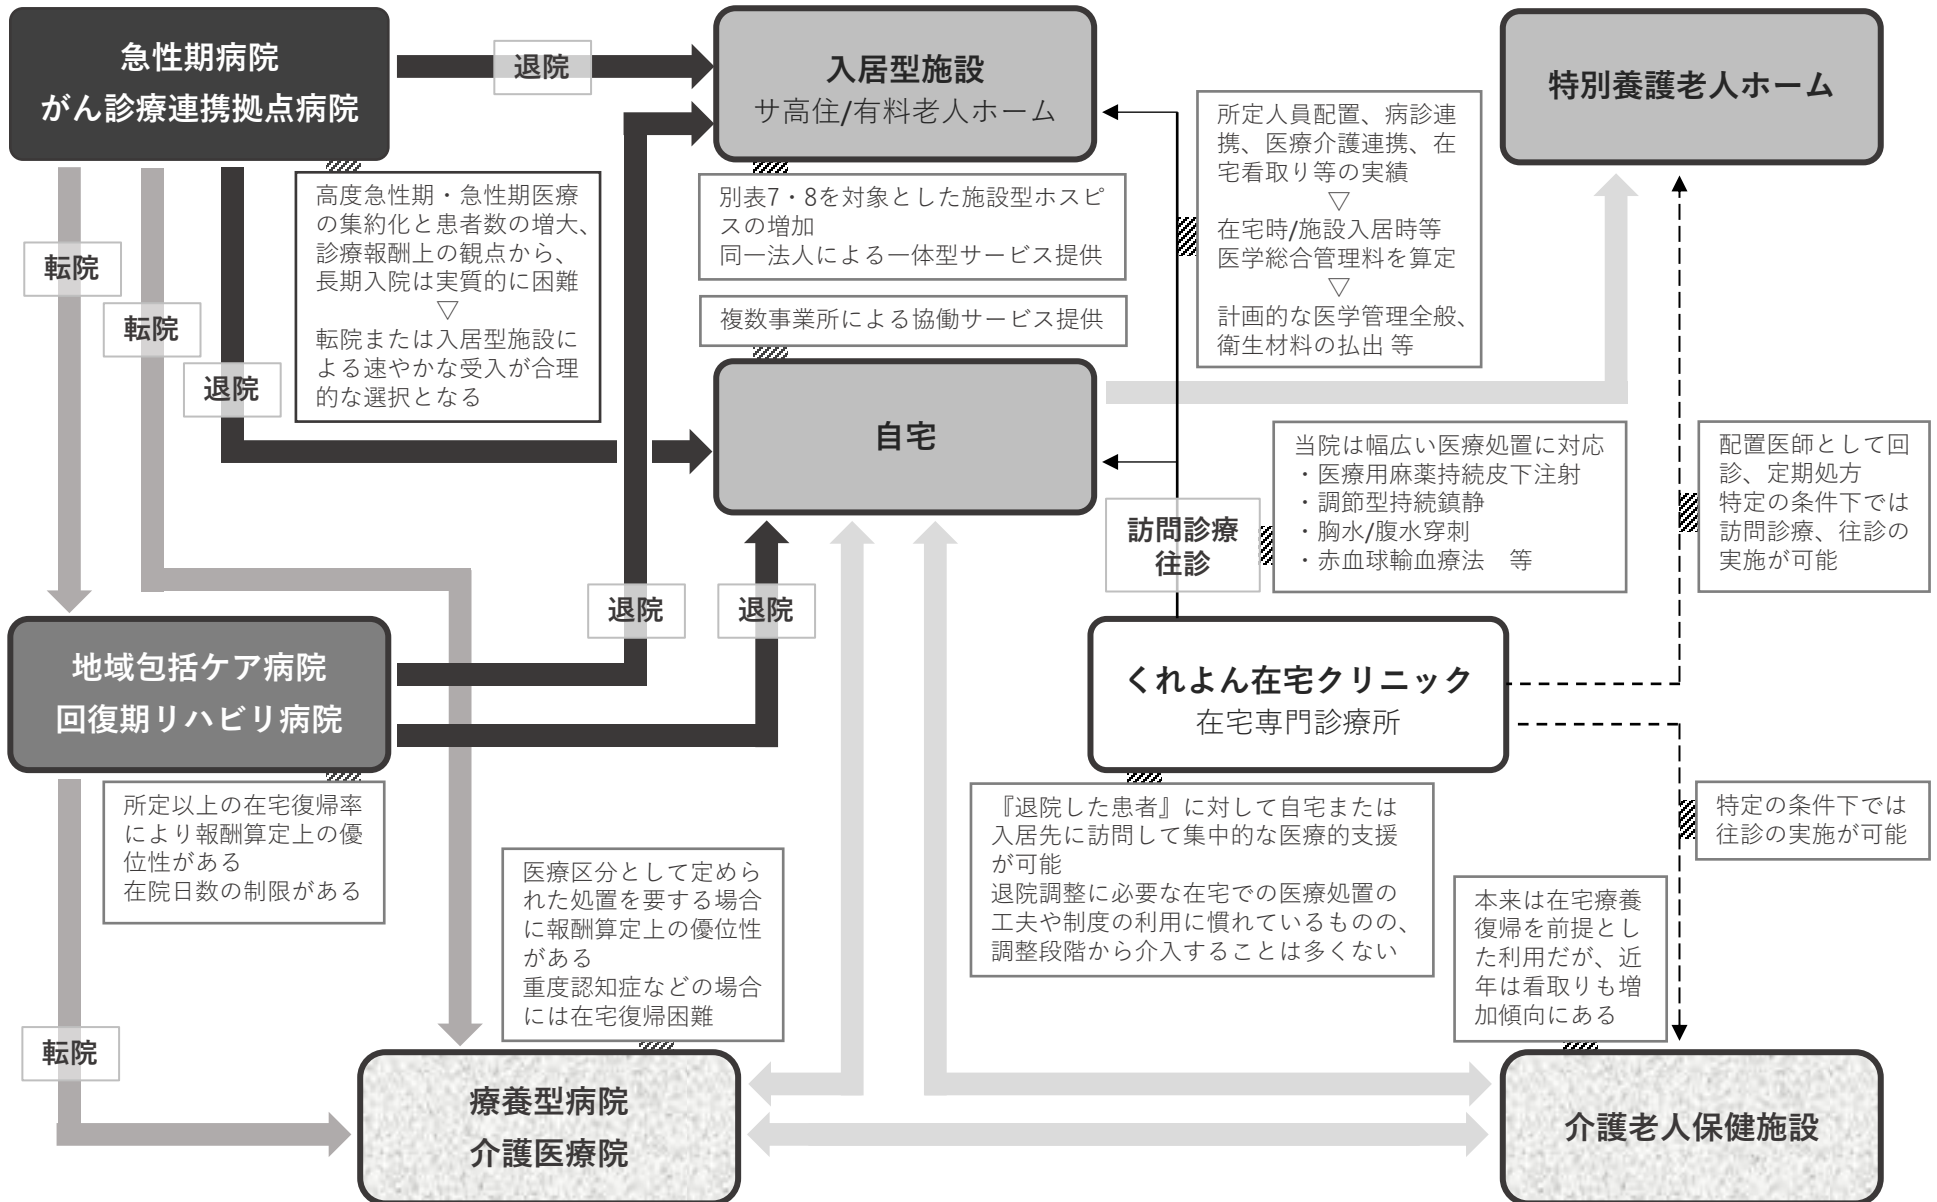 急性期病院
がん診療連携拠点病院
退院
入居型施設
サ高住/有料老人ホーム
特別養護老人ホーム
高度急性期・急性期医療
の集約化と患者数の増大、
診療報酬上の観点から、
長期入院は実質的に困難
▽
転院または入居型施設に
よる速やかな受入が合理
的な選択となる
別表7・8を対象とした施設型ホスピ
スの増加
同一法人による一体型サービス提供
複数事業所による協働サービス提供
所定人員配置、病診連
携、医療介護連携、在
宅看取り等の実績
▽
在宅時/施設入居時等
医学総合管理料を算定
▽
計画的な医学管理全般、
衛生材料の払出 等
転院
転院
退院
自宅
訪問診療
往診
当院は幅広い医療処置に対応
・医療用麻薬持続皮下注射
・調節型持続鎮静
・胸水/腹水穿刺
・赤血球輸血療法　等
配置医師として回
診、定期処方
特定の条件下では
訪問診療、往診の
実施が可能
退院
退院
地域包括ケア病院
回復期リハビリ病院
くれよん在宅クリニック
在宅専門診療所
所定以上の在宅復帰率
により報酬算定上の優
位性がある
在院日数の制限がある
医療区分として定めら
れた処置を要する場合
に報酬算定上の優位性
がある
重度認知症などの場合
には在宅復帰困難
『退院した患者』に対して自宅または
入居先に訪問して集中的な医療的支援
が可能
退院調整に必要な在宅での医療処置の
工夫や制度の利用に慣れているものの、
調整段階から介入することは多くない
特定の条件下では
往診の実施が可能
本来は在宅療養
復帰を前提とし
た利用だが、近
年は看取りも増
加傾向にある
転院
療養型病院
介護医療院
介護老人保健施設